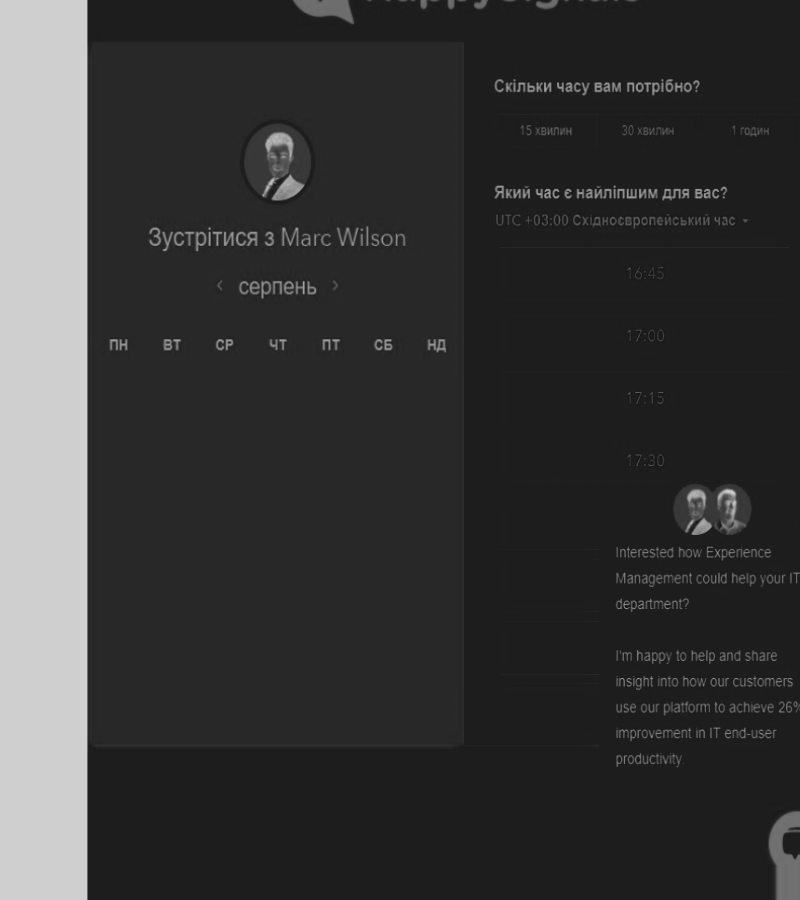 HappySignals
Зустрітися з Marc Wilson
‹ серпень ›
ПН ВТ СР ЧТ ПТ СБ НД
Скільки часу вам потрібно?
15 хвилин 30 хвилин 1 годин
Який час є найліпшим для вас?
UTC +03:00 Східноєвропейський час
16:45
17:00
17:15
17:30
Interested how Experience
Management could help your IT
department?
I'm happy to help and share
insight into how our customers
use our platform to achieve 26%
improvement in IT end-user
productivity.